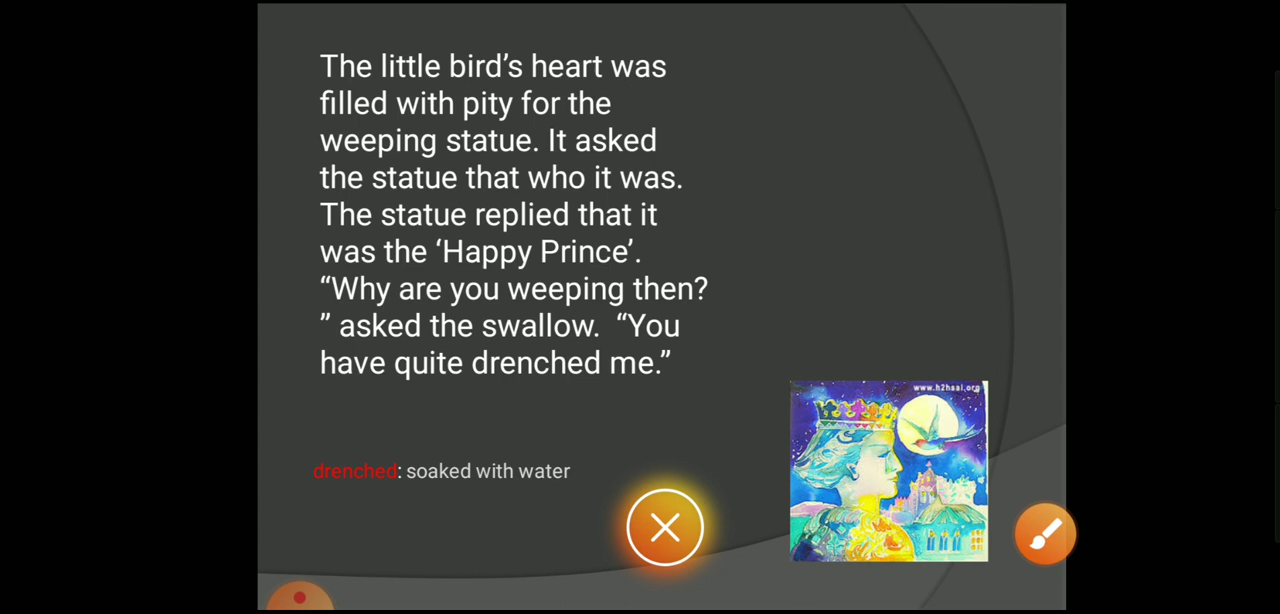 The little bird’s heart was
filled with pity for the
weeping statue. It asked
the statue that who it was.
The statue replied that it
was the ‘Happy Prince’.
“Why are you weeping then?
” asked the swallow.  “You
have quite drenched me.”
www.h2hsal.org
drenched: soaked with water